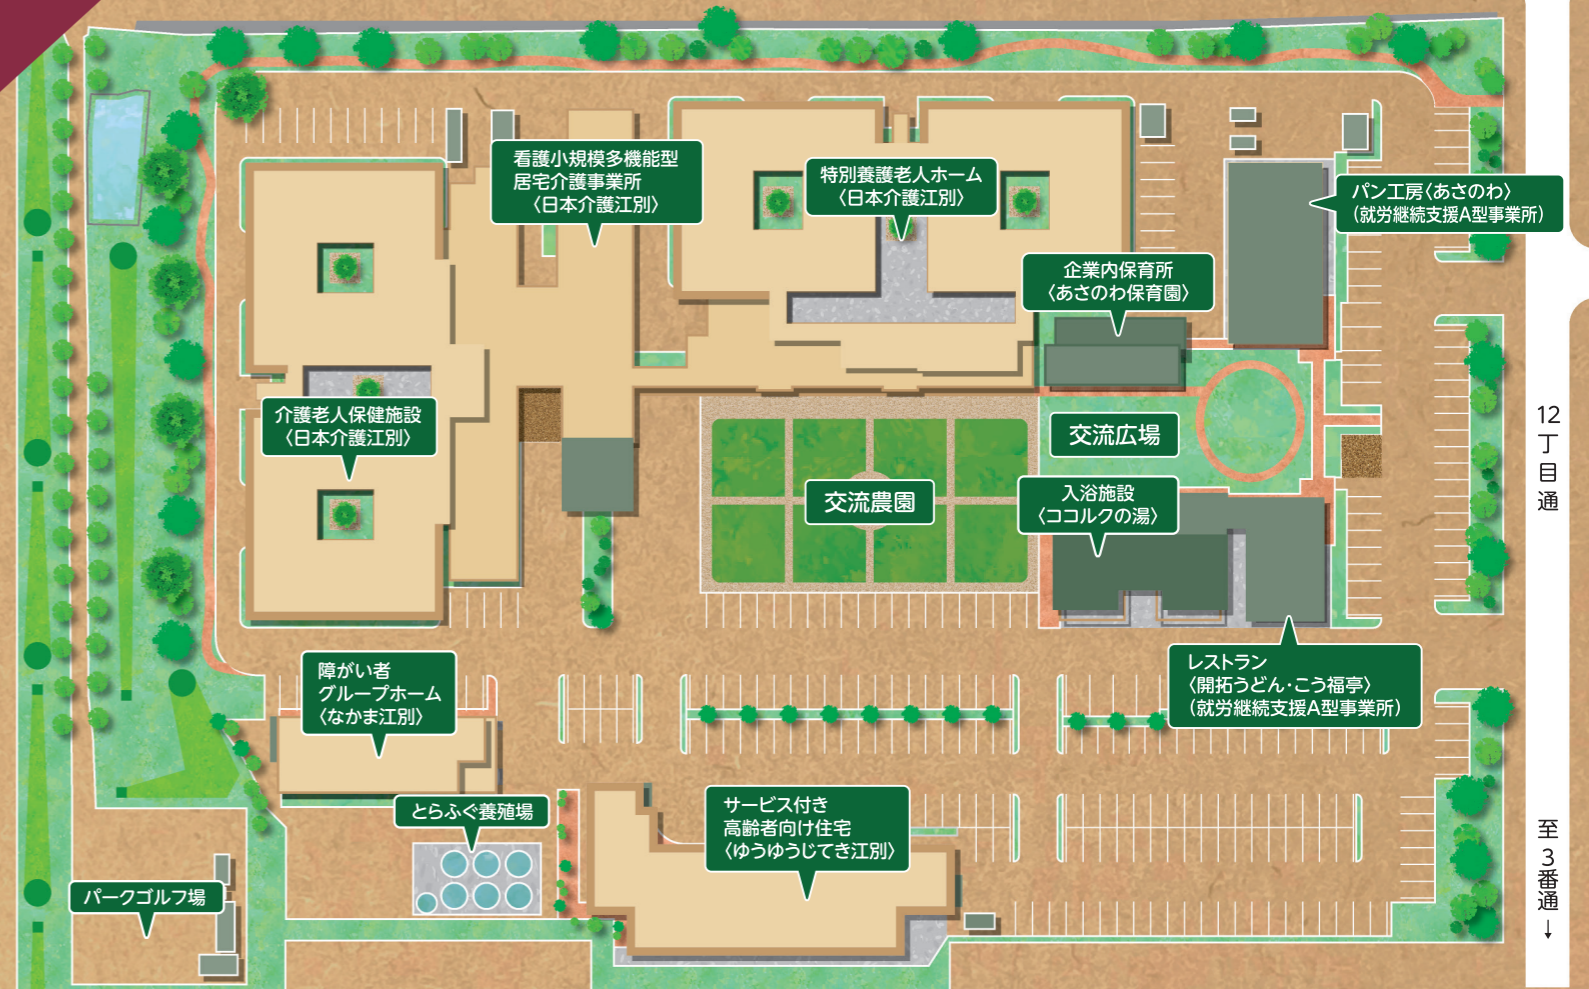 看護小規模多機能型
居宅介護事業所
〈日本介護江別〉
特別養護老人ホーム
〈日本介護江別〉
パン工房〈あさのわ〉
（就労継続支援A型事業所）
企業内保育所
〈あさのわ保育園〉
介護老人保健施設
〈日本介護江別〉
交流広場
交流農園
入浴施設
〈ココルクの湯〉
12丁目通
障がい者
グループホーム
〈なかま江別〉
レストラン
〈開拓うどん・こう福亭〉
（就労継続支援A型事業所）
とらふぐ養殖場
サービス付き
高齢者向け住宅
〈ゆうゆうじてき江別〉
パークゴルフ場
至3番通↓